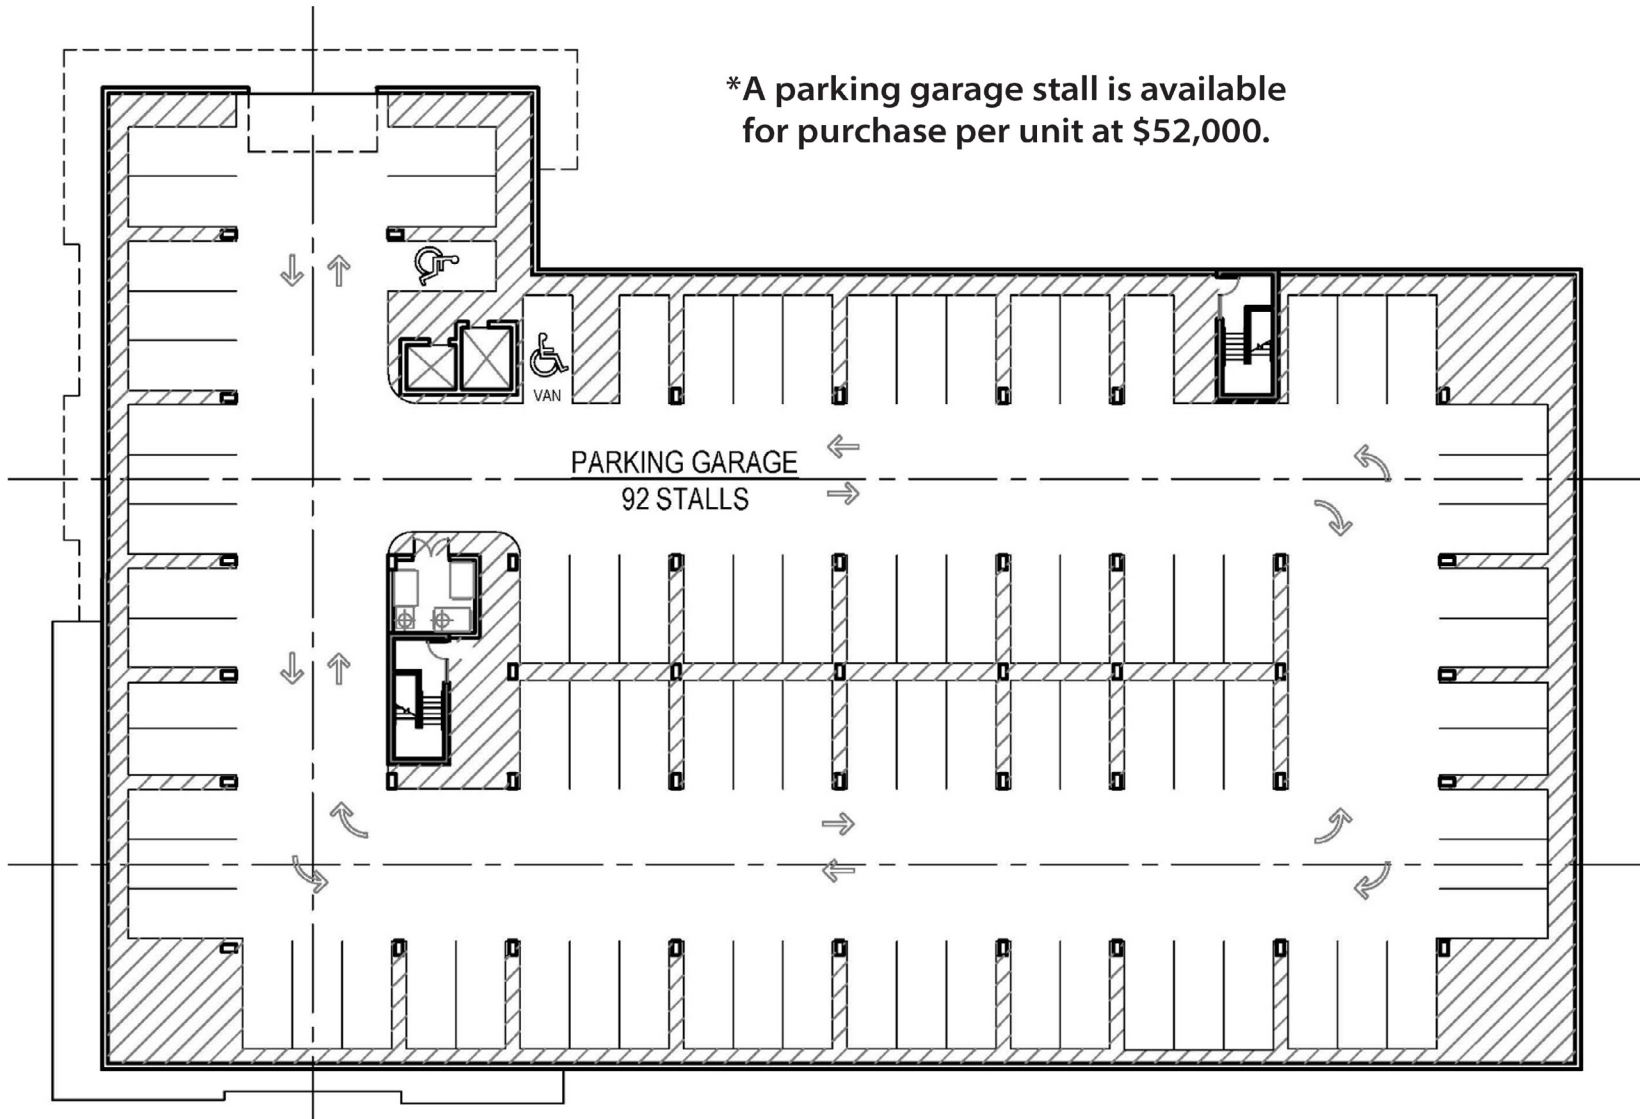 *A parking garage stall is available
for purchase per unit at $52,000.
VAN
PARKING GARAGE
92 STALLS